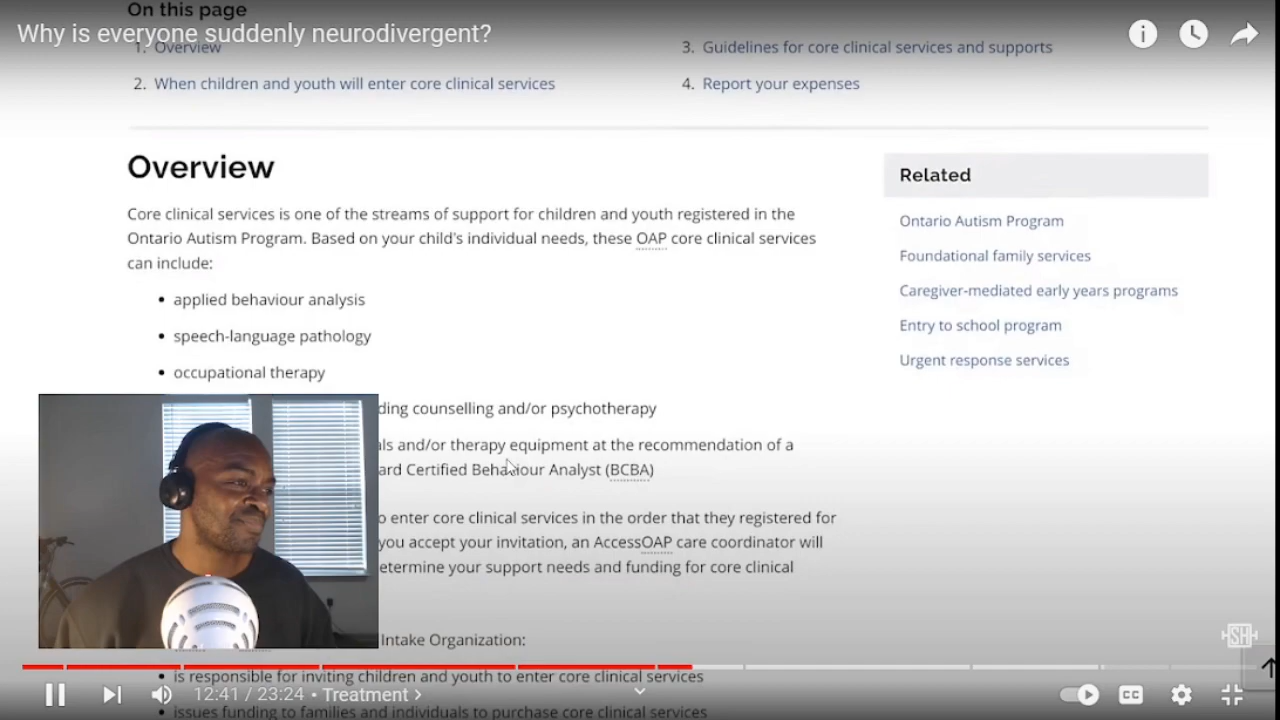 On this page
Why is everyone suddenly neurodivergent?
1. Overview
2. When children and youth will enter core clinical services
3. Guidelines for core clinical services and supports
4. Report your expenses
Overview
Core clinical services is one of the streams of support for children and youth registered in the
Ontario Autism Program. Based on your child's individual needs, these OAP core clinical services
can include:
• applied behaviour analysis
• speech-language pathology
• occupational therapy
ding counselling and/or psychotherapy
als and/or therapy equipment at the recommendation of a
ard Certified Behaviour Analyst (BCBA)
o enter core clinical services in the order that they registered for
you accept your invitation, an AccessOAP care coordinator will
etermine your support needs and funding for core clinical
Intake Organization:
• is responsible for inviting children and youth to enter core clinical services
• issues funding to families and individuals to purchase core clinical services
Related
Ontario Autism Program
Foundational family services
Caregiver-mediated early years programs
Entry to school program
Urgent response services
SH
12:41 / 23:24 • Treatment
CC